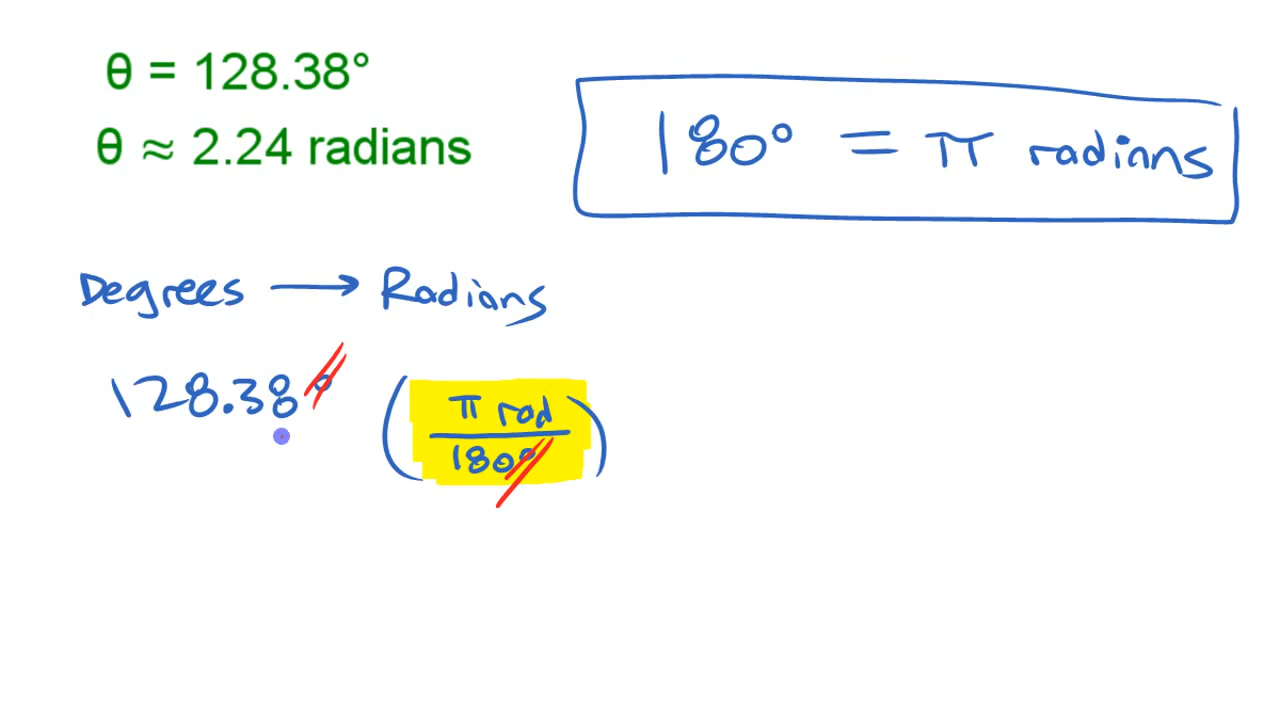 θ = 128.38°
θ ≈ 2.24 radians
180° = π radians
Degrees → Radians
128.38° (π rad / 180°)